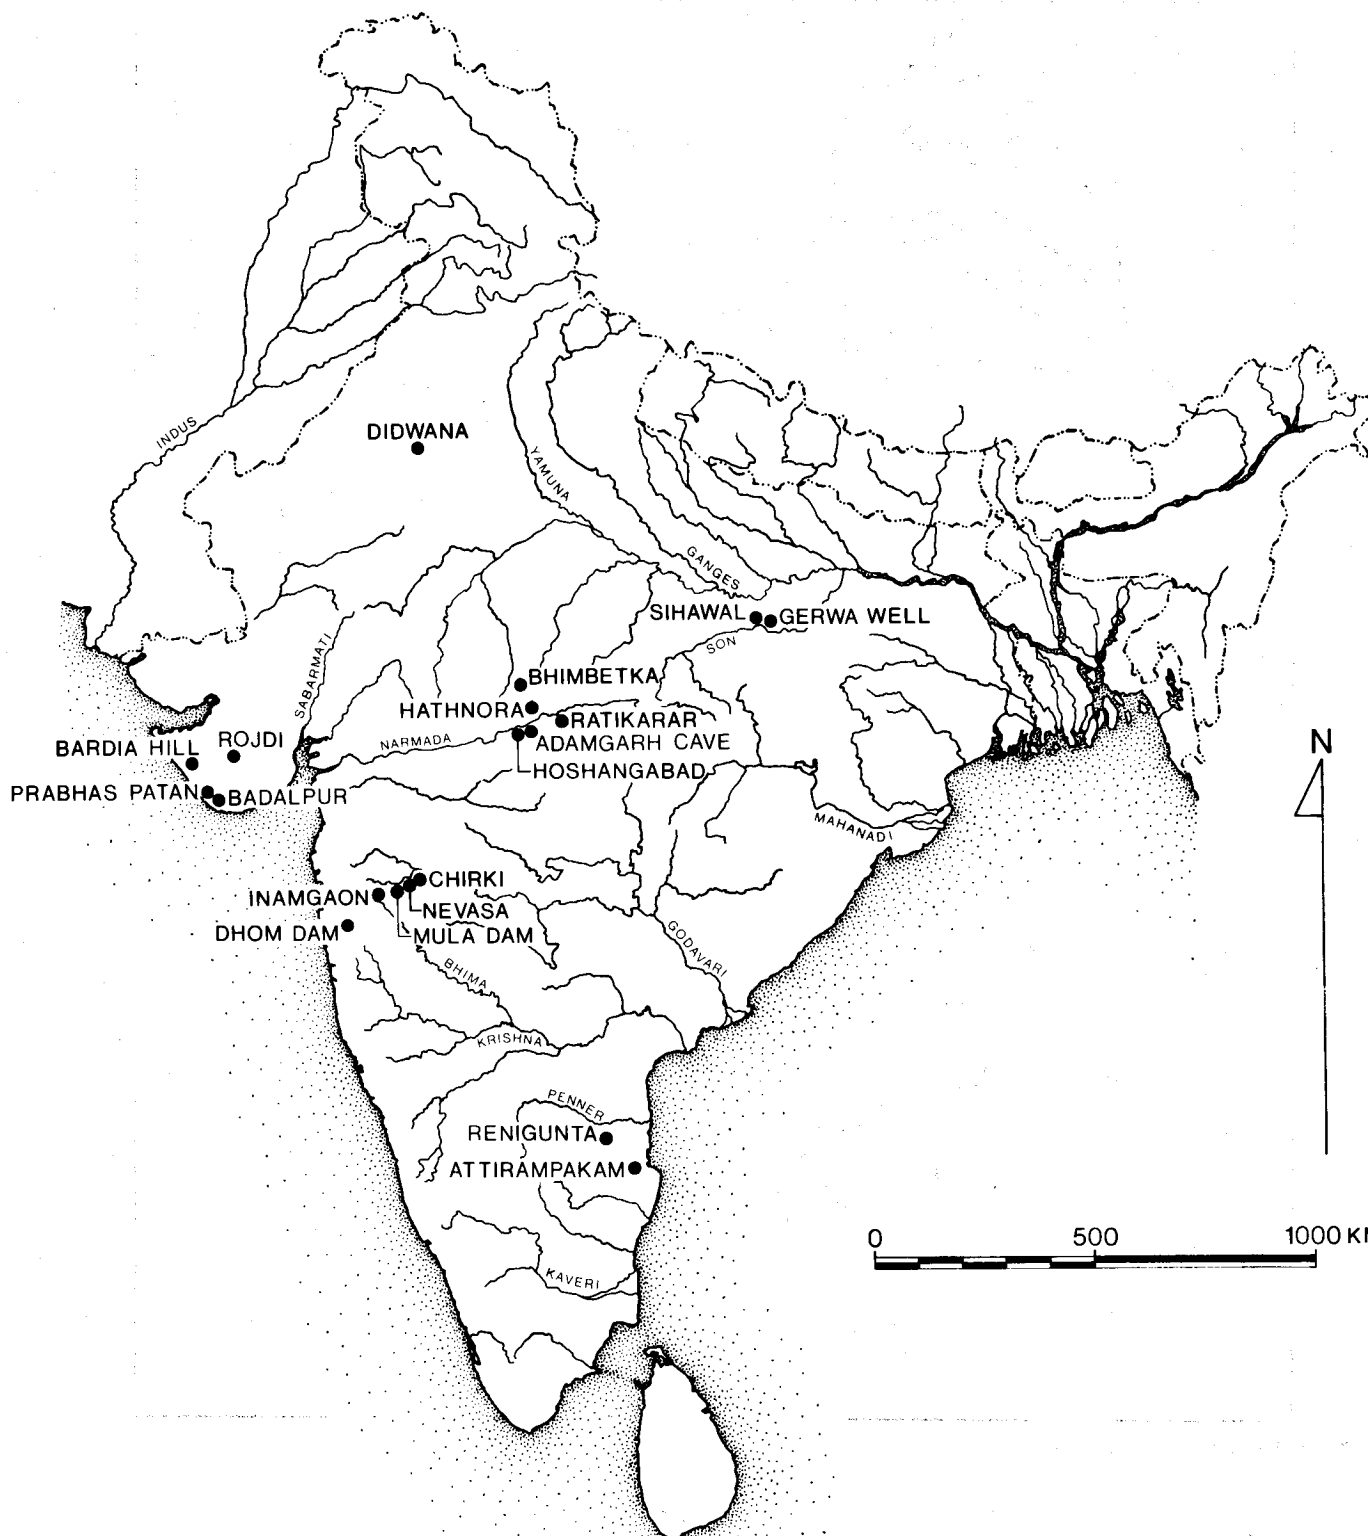 INDUS
DIDWANA
YAMUNA
GANGES
SIHAWAL
GERWA WELL
SON
SABARMATI
BHIMBETKA
HATHNORA
RATIKARAR
NARMADA
ADAMGARH CAVE
HOSHANGABAD
BARDIA HILL
ROJDI
PRABHAS PATAN
BADALPUR
N
MAHANADI
CHIRKI
INAMGAON
NEVASA
DHOM DAM
MULA DAM
GODAVARI
BHIMA
KRISHNA
PENNER
RENIGUNTA
ATTIRAMPAKAM
0 500 1000 KM
KAVERI